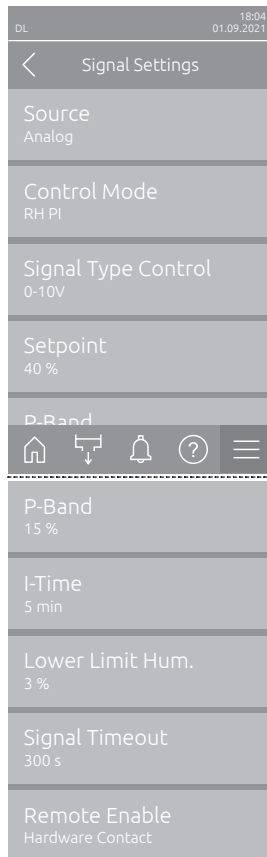 18:04
DL 01.09.2021
Signal Settings
Source
Analog
Control Mode
RH PI
Signal Type Control
0-10V
Setpoint
40 %
P-Band
P-Band
15 %
I-Time
5 min
Lower Limit Hum.
3 %
Signal Timeout
300 s
Remote Enable
Hardware Contact